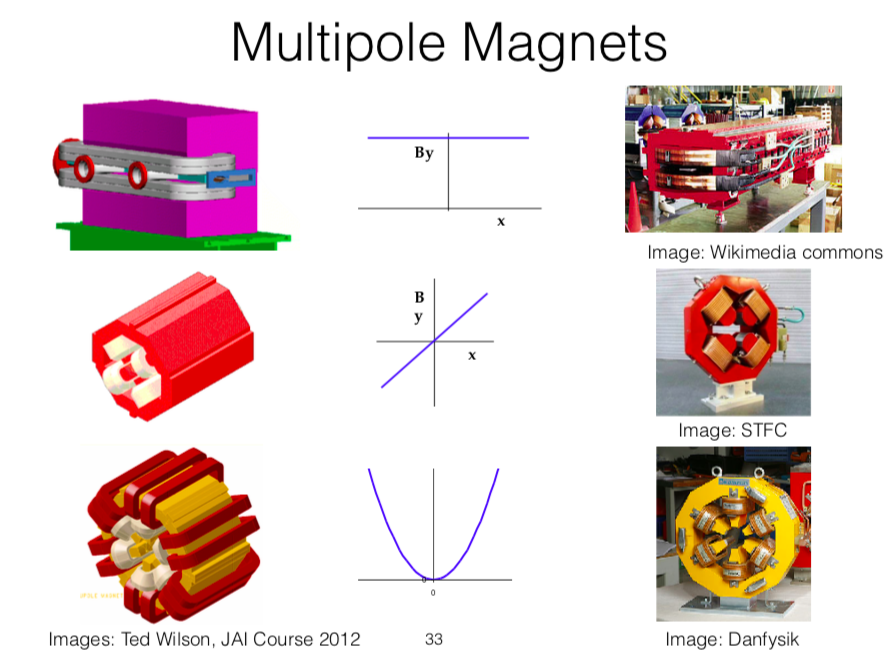 Multipole Magnets
By
x
Image: Wikimedia commons
B
y
x
Image: STFC
0
0
Images: Ted Wilson, JAI Course 2012
33
Image: Danfysik